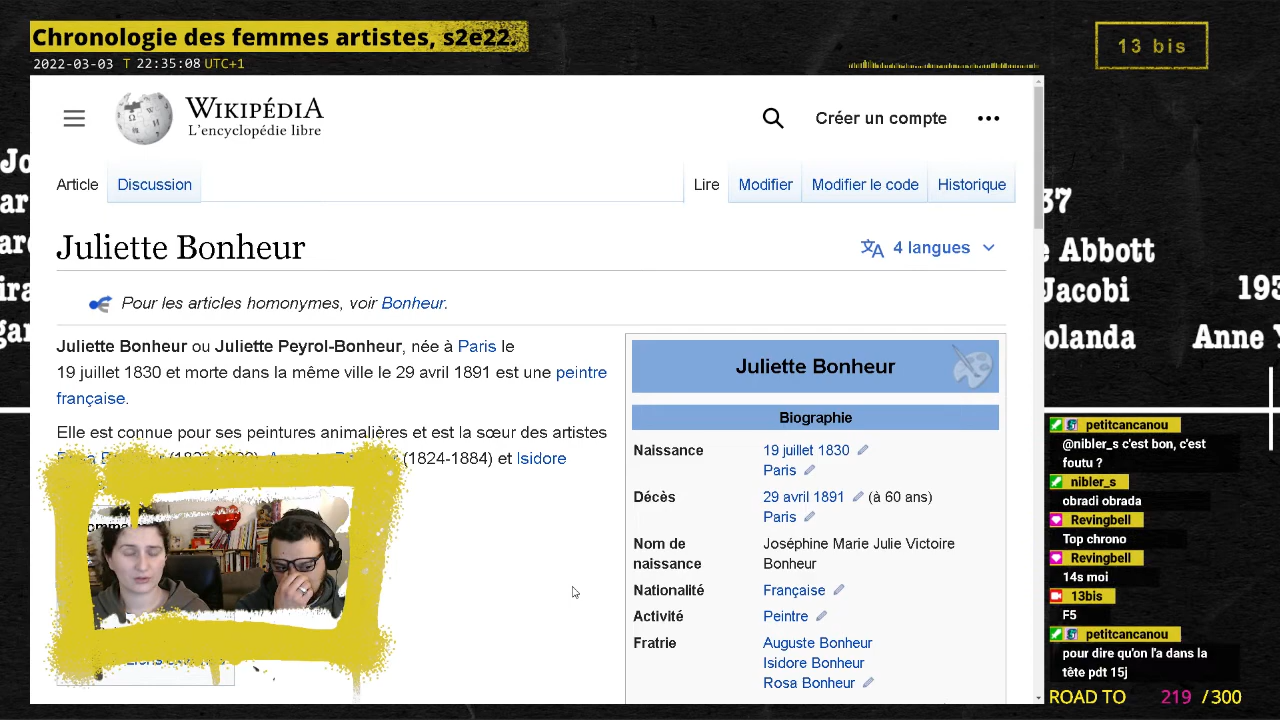 Chronologie des femmes artistes, s2e22.
2022-03-03 T 22:35:08 UTC+1
13 bis
WIKIPÉDIA
L'encyclopédie libre
Créer un compte
Article
Discussion
Lire
Modifier
Modifier le code
Historique
Juliette Bonheur
4 langues
Pour les articles homonymes, voir Bonheur.
Juliette Bonheur ou Juliette Peyrol-Bonheur, née à Paris le
19 juillet 1830 et morte dans la même ville le 29 avril 1891 est une peintre
française.
Elle est connue pour ses peintures animalières et est la sœur des artistes
(1824-1884) et Isidore
Juliette Bonheur
Biographie
Naissance
19 juillet 1830
Paris
Décès
29 avril 1891 (à 60 ans)
Paris
Nom de
naissance
Joséphine Marie Julie Victoire
Bonheur
Nationalité
Française
Activité
Peintre
Fratrie
Auguste Bonheur
Isidore Bonheur
Rosa Bonheur
37
Abbott
Jacobi
193
olanda
Anne Y
petitcancanou
@nibler_s c'est bon, c'est
foutu ?
nibler_s
obradi obrada
Revingbell
Top chrono
Revingbell
14s moi
13bis
F5
petitcancanou
pour dire qu'on l'a dans la
tête pdt 15j
ROAD TO 219 /300